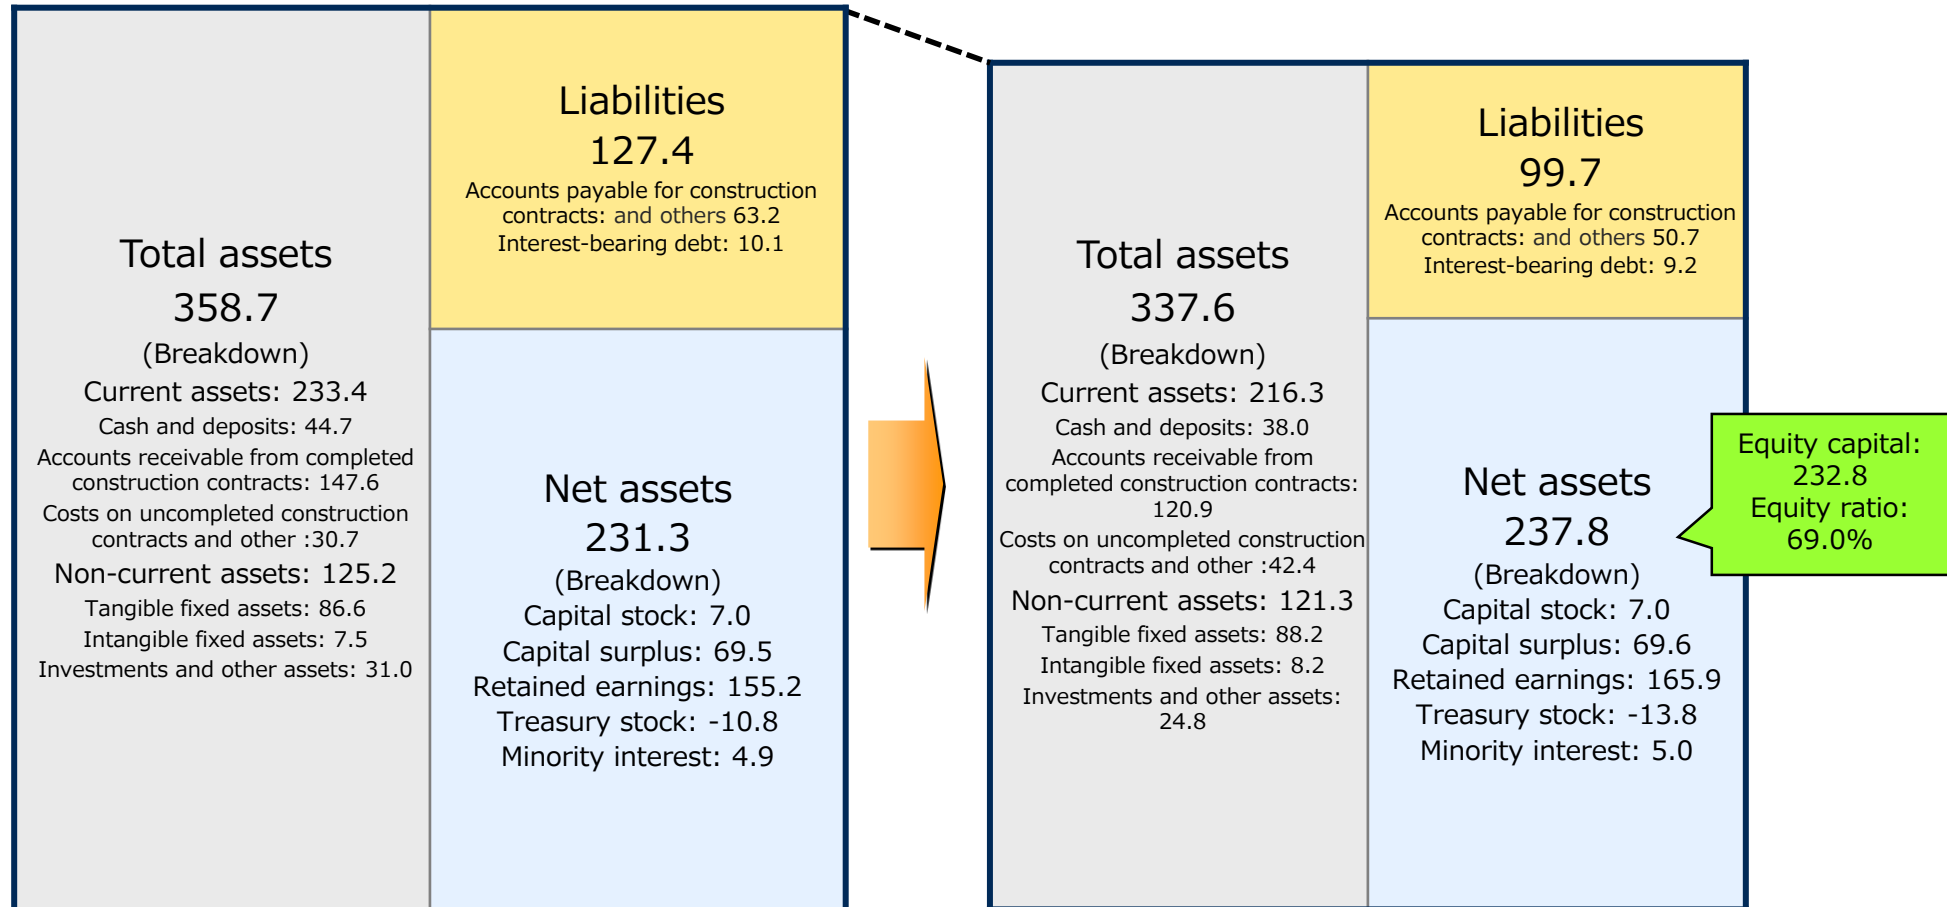 Total assets
358.7
(Breakdown)
Current assets: 233.4
Cash and deposits: 44.7
Accounts receivable from completed
construction contracts: 147.6
Costs on uncompleted construction
contracts and other :30.7
Non-current assets: 125.2
Tangible fixed assets: 86.6
Intangible fixed assets: 7.5
Investments and other assets: 31.0
Liabilities
127.4
Accounts payable for construction
contracts: and others 63.2
Interest-bearing debt: 10.1
Net assets
231.3
(Breakdown)
Capital stock: 7.0
Capital surplus: 69.5
Retained earnings: 155.2
Treasury stock: -10.8
Minority interest: 4.9
Total assets
337.6
(Breakdown)
Current assets: 216.3
Cash and deposits: 38.0
Accounts receivable from
completed construction contracts:
120.9
Costs on uncompleted construction
contracts and other :42.4
Non-current assets: 121.3
Tangible fixed assets: 88.2
Intangible fixed assets: 8.2
Investments and other assets:
24.8
Liabilities
99.7
Accounts payable for construction
contracts: and others 50.7
Interest-bearing debt: 9.2
Net assets
237.8
(Breakdown)
Capital stock: 7.0
Capital surplus: 69.6
Retained earnings: 165.9
Treasury stock: -13.8
Minority interest: 5.0
Equity capital:
232.8
Equity ratio:
69.0%